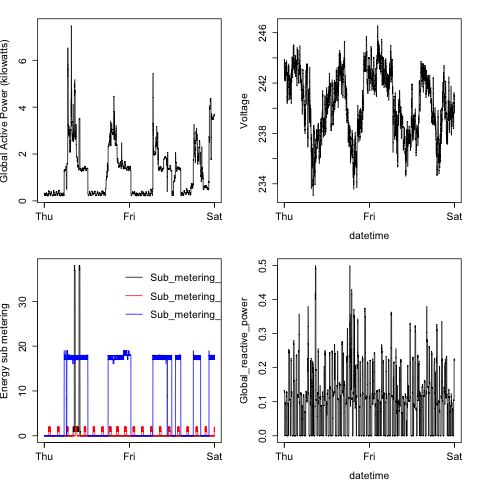 Global Active Power (kilowatts)
0 2 4 6
Thu Fri Sat
Voltage
234 238 242 246
Thu Fri Sat
datetime
Energy sub metering
0 10 20 30
Sub_metering_
Sub_metering_
Sub_metering_
Thu Fri Sat
Global_reactive_power
0.0 0.1 0.2 0.3 0.4 0.5
Thu Fri Sat
datetime